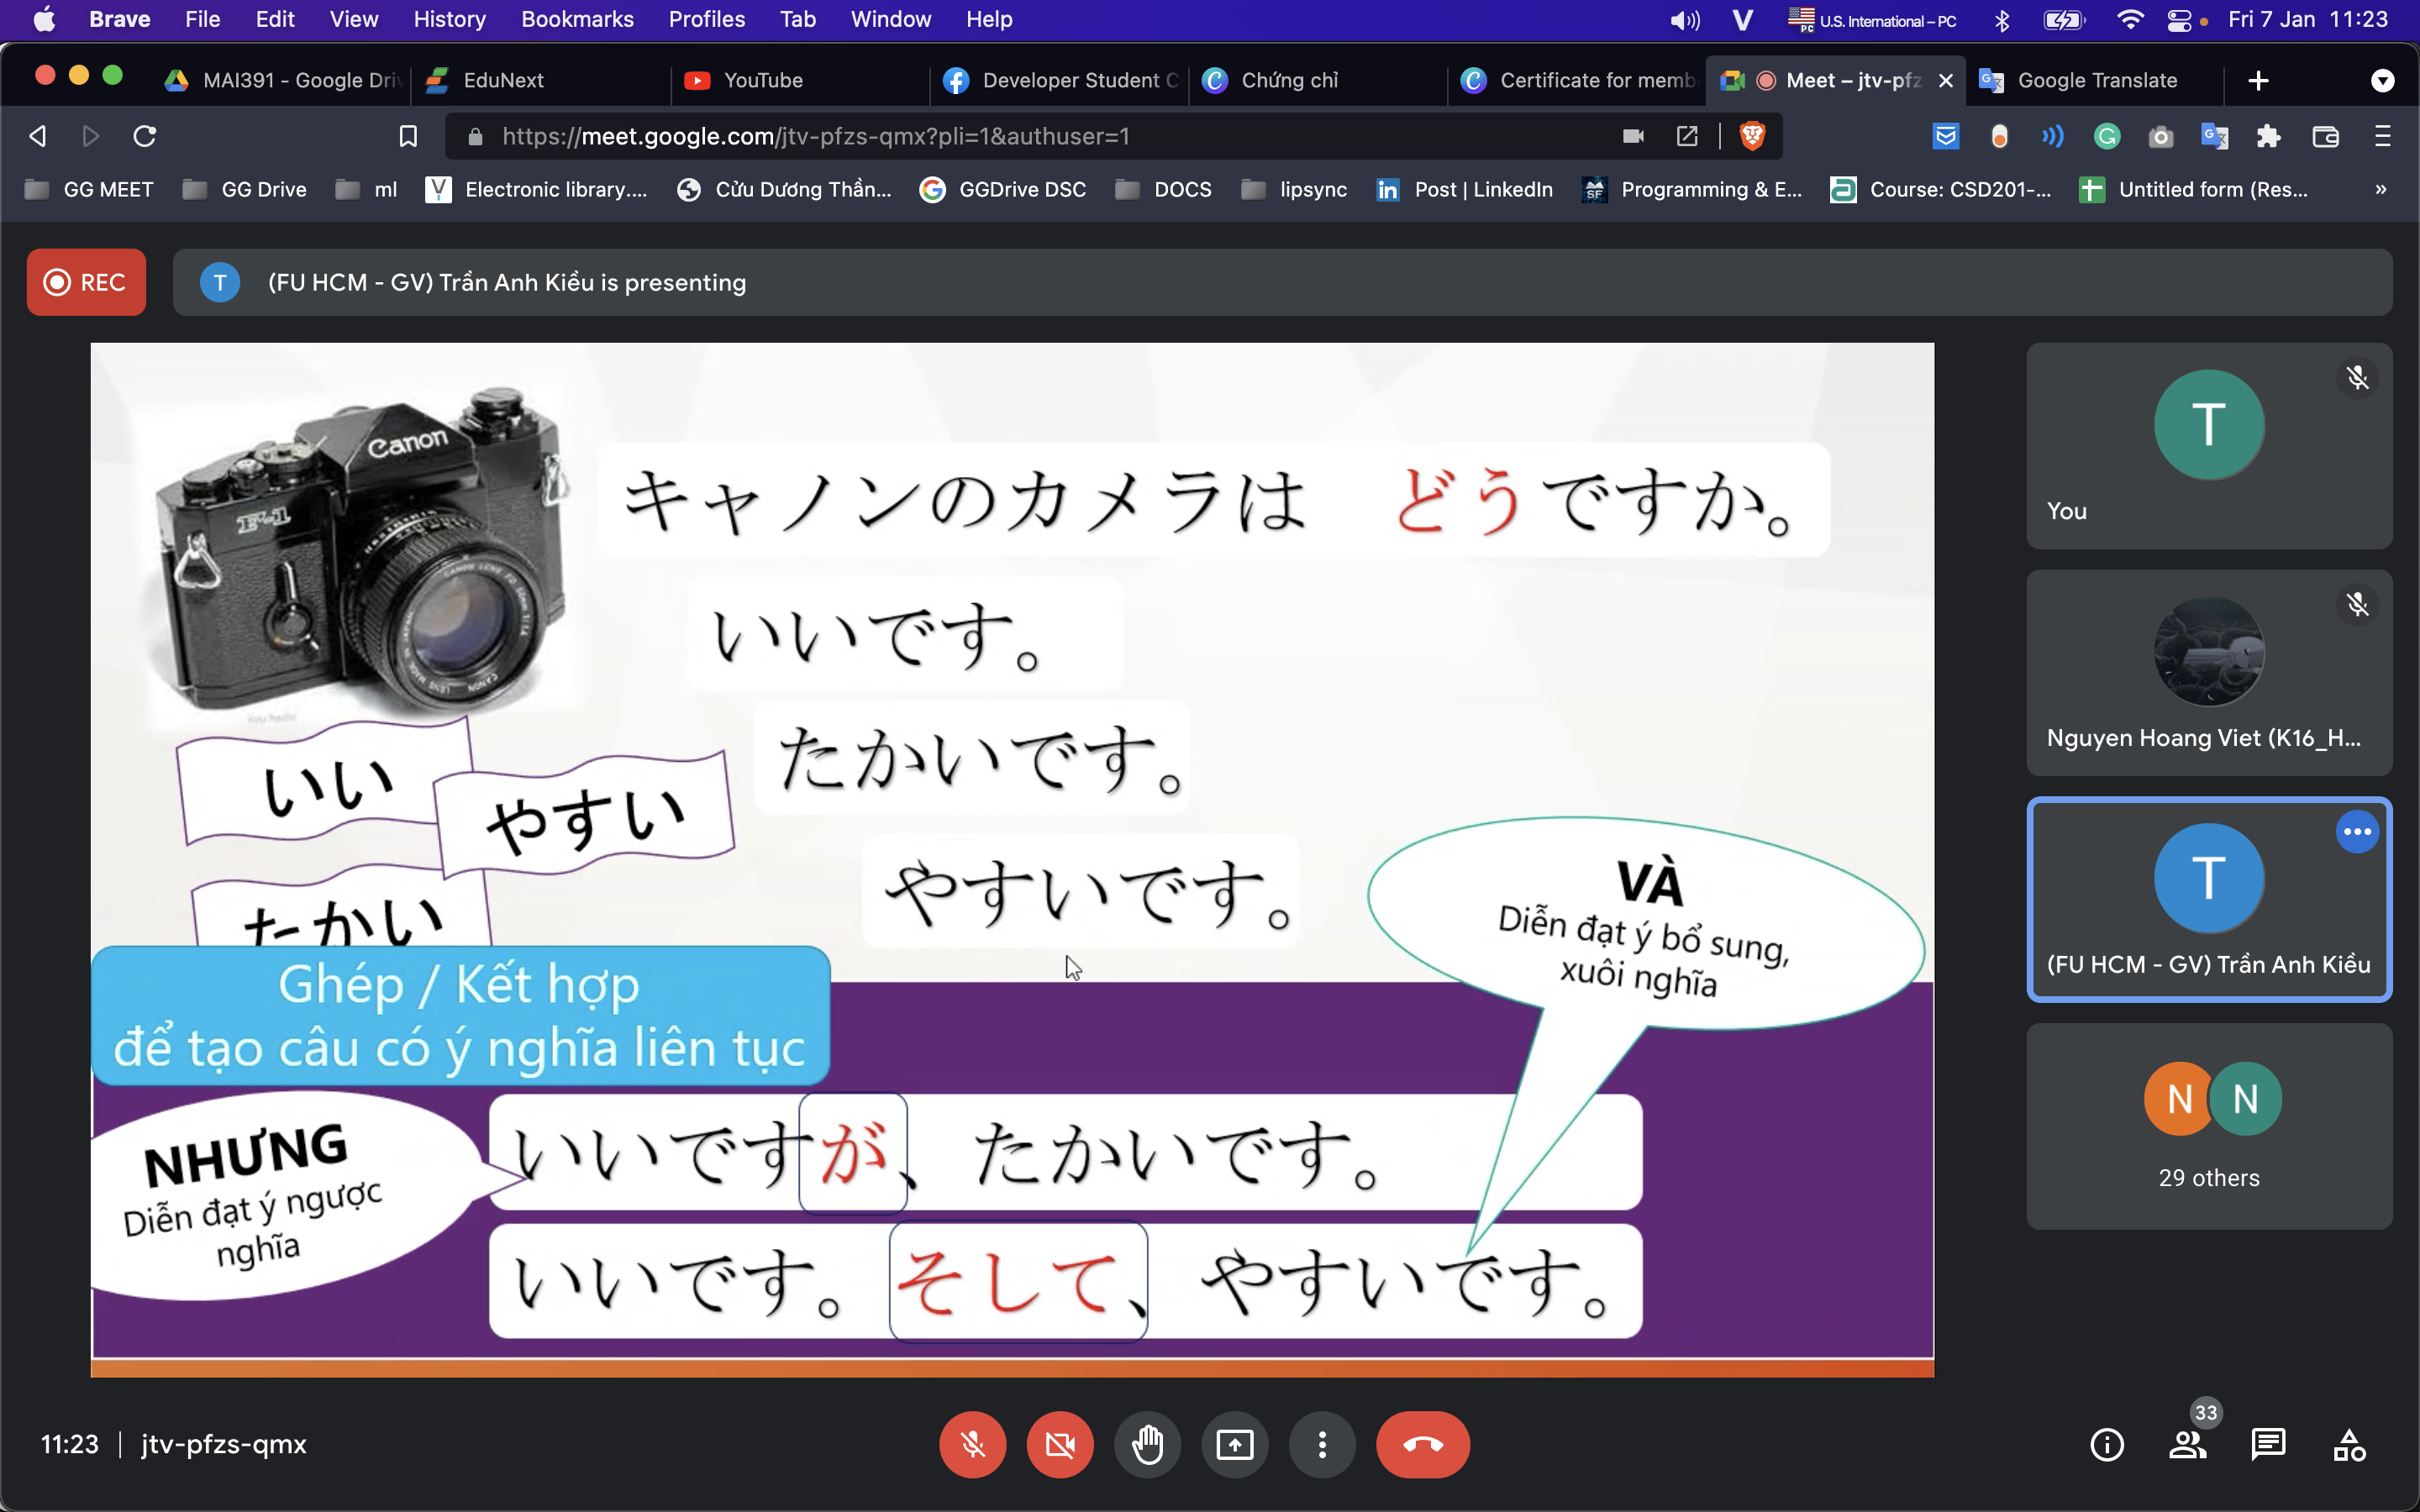 Brave File Edit View History Bookmarks Profiles Tab Window Help
V PC U.S. International – PC Fri 7 Jan 11:23
MAI391 - Google Driv EduNext YouTube Developer Student C Chứng chỉ Certificate for memb Meet – jtv-pfz Google Translate
https://meet.google.com/jtv-pfzs-qmx?pli=1&authuser=1
GG MEET GG Drive ml Electronic library.... Cửu Dương Thần... GGDrive DSC DOCS lipsync Post | LinkedIn Programming & E... Course: CSD201-... Untitled form (Res... »
REC
T (FU HCM - GV) Trần Anh Kiều is presenting
Canon
F-1
キャノンのカメラは どうですか。
いいです。
たかいです。
やすいです。
いい
やすい
たかい
VÀ
Diễn đạt ý bổ sung,
xuôi nghĩa
Ghép / Kết hợp
để tạo câu có ý nghĩa liên tục
NHƯNG
Diễn đạt ý ngược
nghĩa
いいですが、たかいです。
いいです。そして、やすいです。
T
You
Nguyen Hoang Viet (K16_H...
T
(FU HCM - GV) Trần Anh Kiều
N N
29 others
11:23 | jtv-pfzs-qmx
33